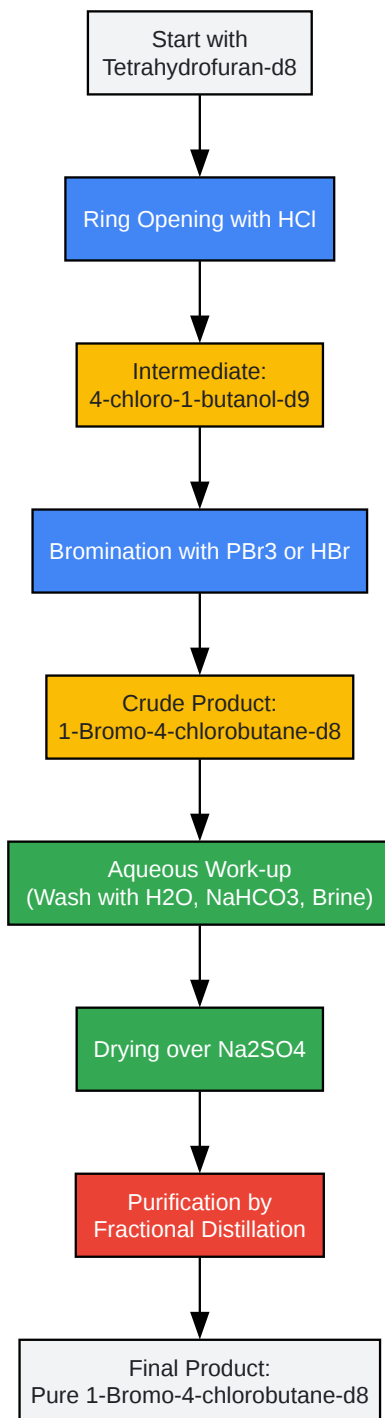 Start with
Tetrahydrofuran-d8
Ring Opening with HCl
Intermediate:
4-chloro-1-butanol-d9
Bromination with PBr3 or HBr
Crude Product:
1-Bromo-4-chlorobutane-d8
Aqueous Work-up
(Wash with H2O, NaHCO3, Brine)
Drying over Na2SO4
Purification by
Fractional Distillation
Final Product:
Pure 1-Bromo-4-chlorobutane-d8